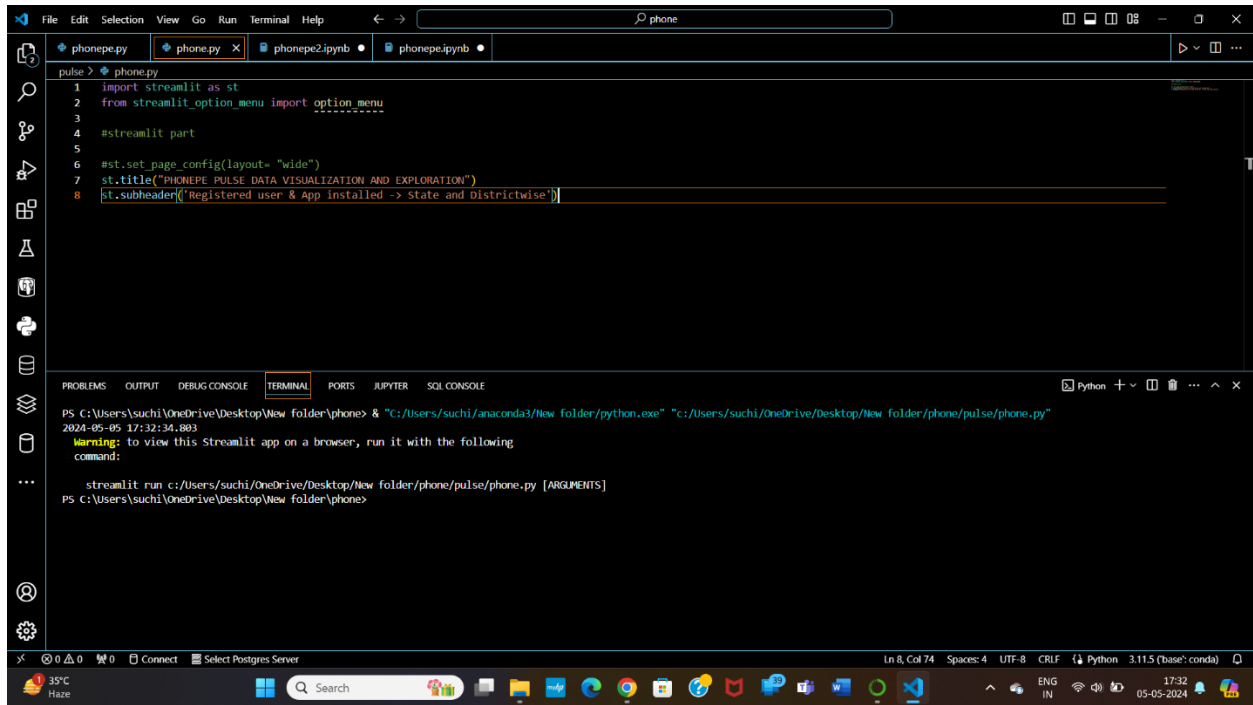 File Edit Selection View Go Run Terminal Help
phone
phonepe.py
phone.py
phonepe2.ipynb
phonepe.ipynb
pulse > phone.py
1 import streamlit as st
2 from streamlit_option_menu import option_menu
3
4 #streamlit part
5
6 #st.set_page_config(layout= "wide")
7 st.title("PHONEPE PULSE DATA VISUALIZATION AND EXPLORATION")
8 st.subheader('Registered user & App installed -> State and Districtwise')
2
PROBLEMS OUTPUT DEBUG CONSOLE TERMINAL PORTS JUPYTER SQL CONSOLE
Python
PS C:\Users\suchi\OneDrive\Desktop\New folder\phone> & "C:/Users/suchi/anaconda3/New folder/python.exe" "c:/Users/suchi/OneDrive/Desktop/New folder/phone/pulse/phone.py"
2024-05-05 17:32:34.803
Warning: to view this Streamlit app on a browser, run it with the following
command:
streamlit run c:/Users/suchi/OneDrive/Desktop/New folder/phone/pulse/phone.py [ARGUMENTS]
PS C:\Users\suchi\OneDrive\Desktop\New folder\phone>
0 0 0 Connect Select Postgres Server
Ln 8, Col 74 Spaces: 4 UTF-8 CRLF Python 3.11.5 ('base': conda)
1
35°C
Haze
Search
39
ENG
IN
17:32
05-05-2024